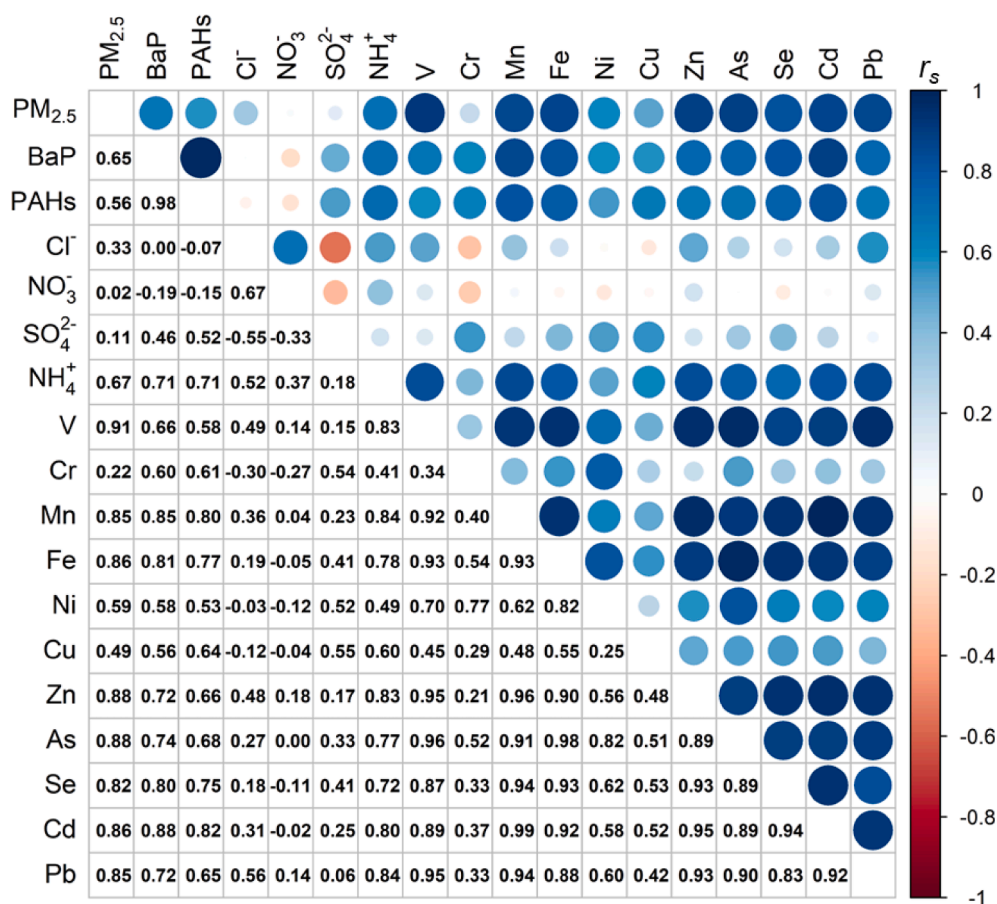 PM₂.₅ BaP PAHs Cl⁻ NO₃⁻ SO₄²⁻ NH₄⁺ V Cr Mn Fe Ni Cu Zn As Se Cd Pb
rₛ
PM₂.₅
BaP 0.65
PAHs 0.56 0.98
Cl⁻ 0.33 0.00 -0.07
NO₃⁻ 0.02 -0.19 -0.15 0.67
SO₄²⁻ 0.11 0.46 0.52 -0.55 -0.33
NH₄⁺ 0.67 0.71 0.71 0.52 0.37 0.18
V 0.91 0.66 0.58 0.49 0.14 0.15 0.83
Cr 0.22 0.60 0.61 -0.30 -0.27 0.54 0.41 0.34
Mn 0.85 0.85 0.80 0.36 0.04 0.23 0.84 0.92 0.40
Fe 0.86 0.81 0.77 0.19 -0.05 0.41 0.78 0.93 0.54 0.93
Ni 0.59 0.58 0.53 -0.03 -0.12 0.52 0.49 0.70 0.77 0.62 0.82
Cu 0.49 0.56 0.64 -0.12 -0.04 0.55 0.60 0.45 0.29 0.48 0.55 0.25
Zn 0.88 0.72 0.66 0.48 0.18 0.17 0.83 0.95 0.21 0.96 0.90 0.56 0.48
As 0.88 0.74 0.68 0.27 0.00 0.33 0.77 0.96 0.52 0.91 0.98 0.82 0.51 0.89
Se 0.82 0.80 0.75 0.18 -0.11 0.41 0.72 0.87 0.33 0.94 0.93 0.62 0.53 0.93 0.89
Cd 0.86 0.88 0.82 0.31 -0.02 0.25 0.80 0.89 0.37 0.99 0.92 0.58 0.52 0.95 0.89 0.94
Pb 0.85 0.72 0.65 0.56 0.14 0.06 0.84 0.95 0.33 0.94 0.88 0.60 0.42 0.93 0.90 0.83 0.92
1
0.8
0.6
0.4
0.2
0
-0.2
-0.4
-0.6
-0.8
-1